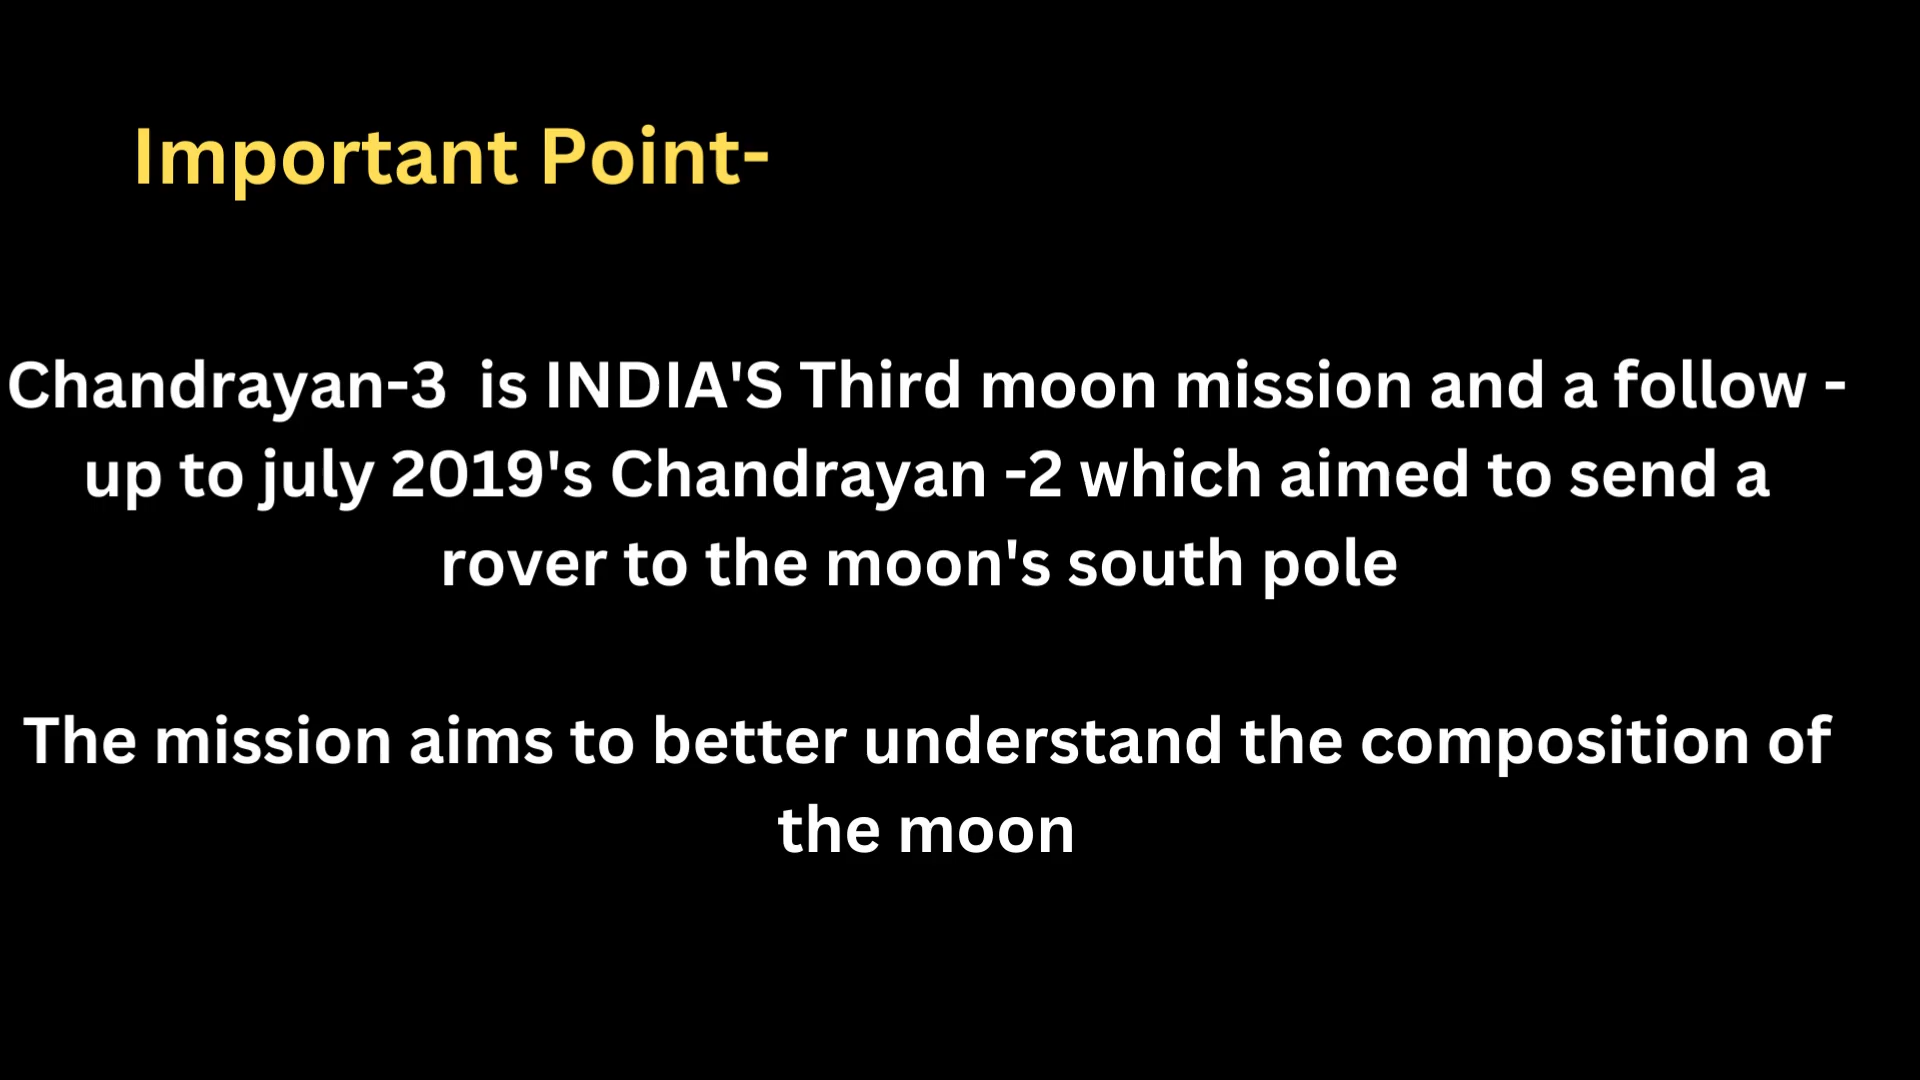 Important Point-
Chandrayan-3  is INDIA'S Third moon mission and a follow -
up to july 2019's Chandrayan -2 which aimed to send a
rover to the moon's south pole
The mission aims to better understand the composition of
the moon